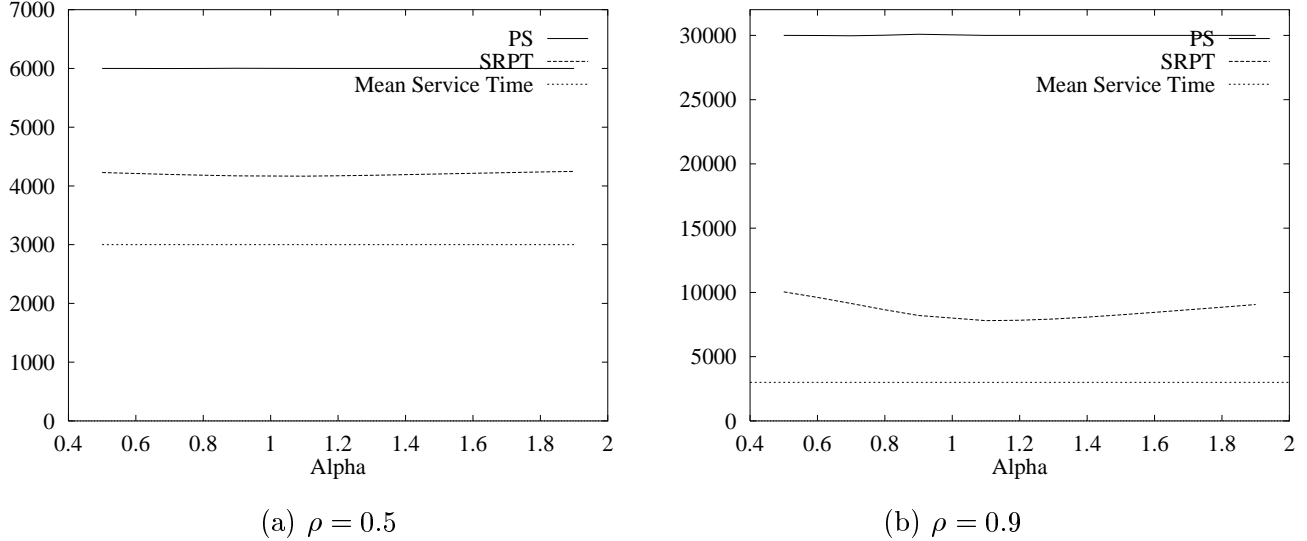 7000
6000
5000
4000
3000
2000
1000
0
0.4 0.6 0.8 1 1.2 1.4 1.6 1.8 2
Alpha
PS
SRPT
Mean Service Time
(a) ρ = 0.5
30000
25000
20000
15000
10000
5000
0
0.4 0.6 0.8 1 1.2 1.4 1.6 1.8 2
Alpha
PS
SRPT
Mean Service Time
(b) ρ = 0.9